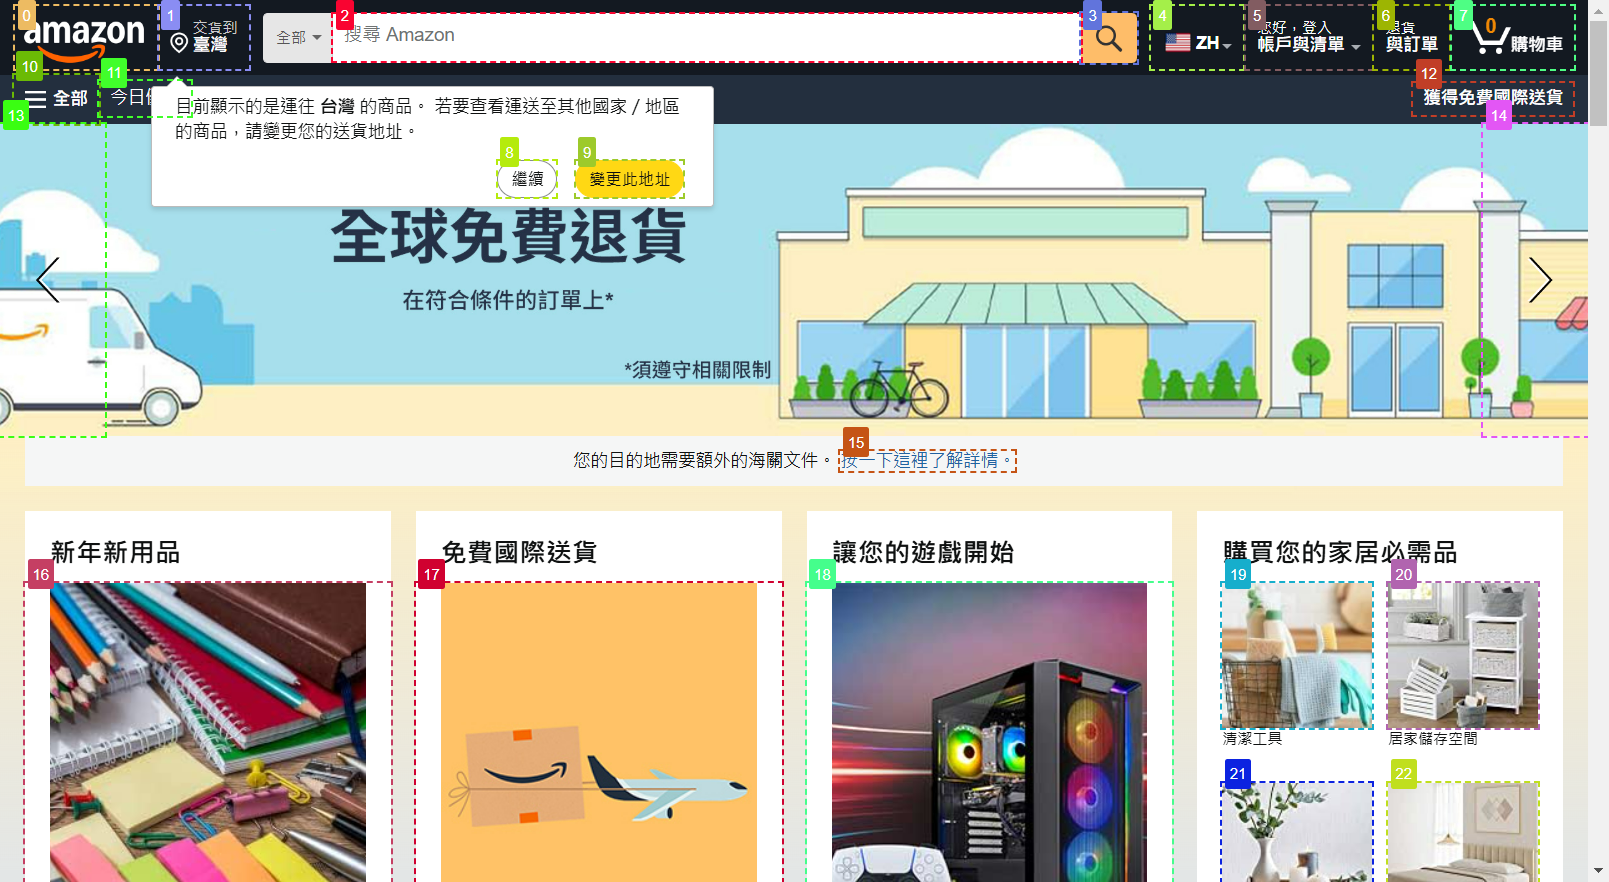 0
amazon
1
交貨到
臺灣
全部
2
搜尋 Amazon
3
4
ZH
5
您好，登入
帳戶與清單
6
退貨
與訂單
7
0
購物車
10
全部
11
今日
12
獲得免費國際送貨
13
14
目前顯示的是運往 台灣 的商品。 若要查看運送至其他國家 / 地區
的商品，請變更您的送貨地址。
8
繼續
9
變更此地址
全球免費退貨
在符合條件的訂單上*
*須遵守相關限制
15
您的目的地需要額外的海關文件。 按一下這裡了解詳情。
新年新用品
免費國際送貨
讓您的遊戲開始
購買您的家居必需品
16
17
18
19
20
清潔工具
居家儲存空間
21
22